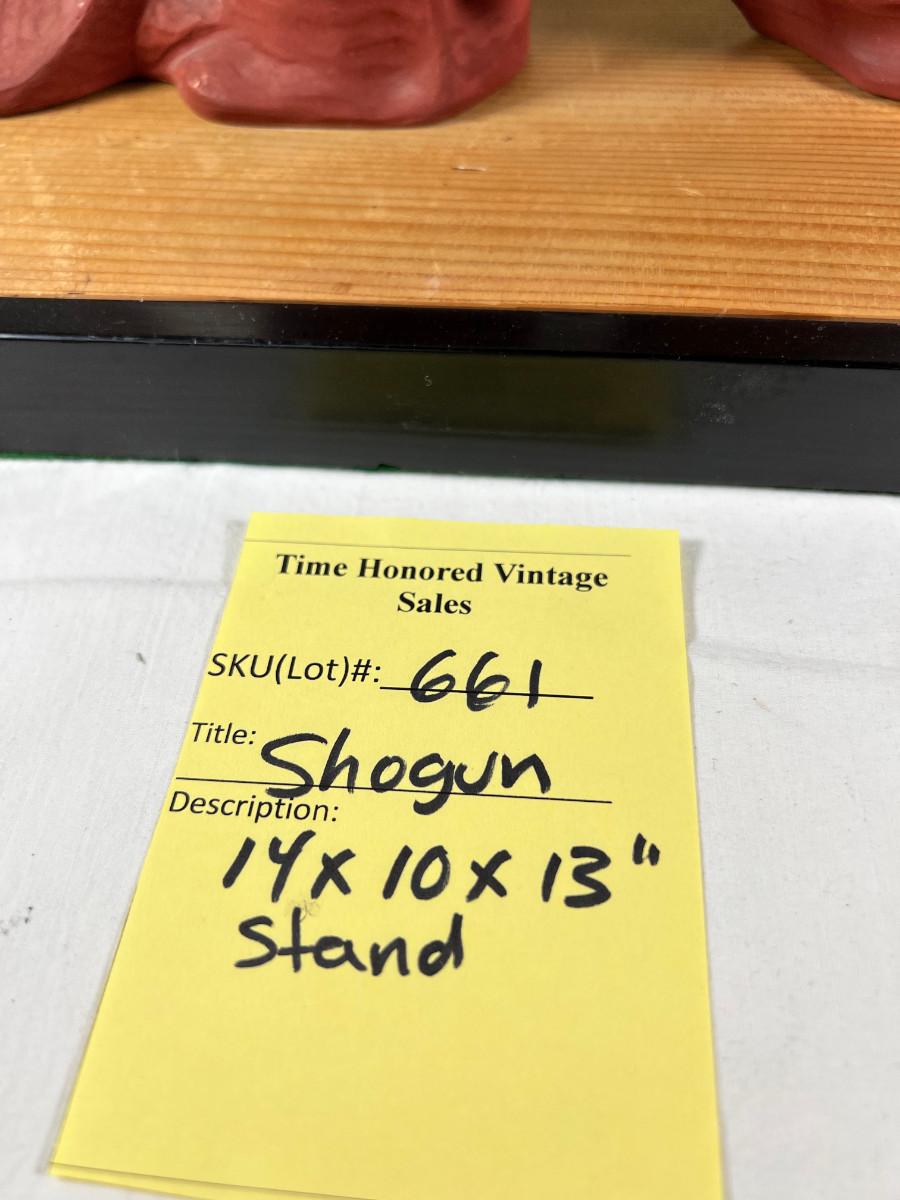 Time Honored Vintage
Sales
SKU(Lot)#: 661
Title: Shogun
Description:
14 x 10 x 13"
Stand